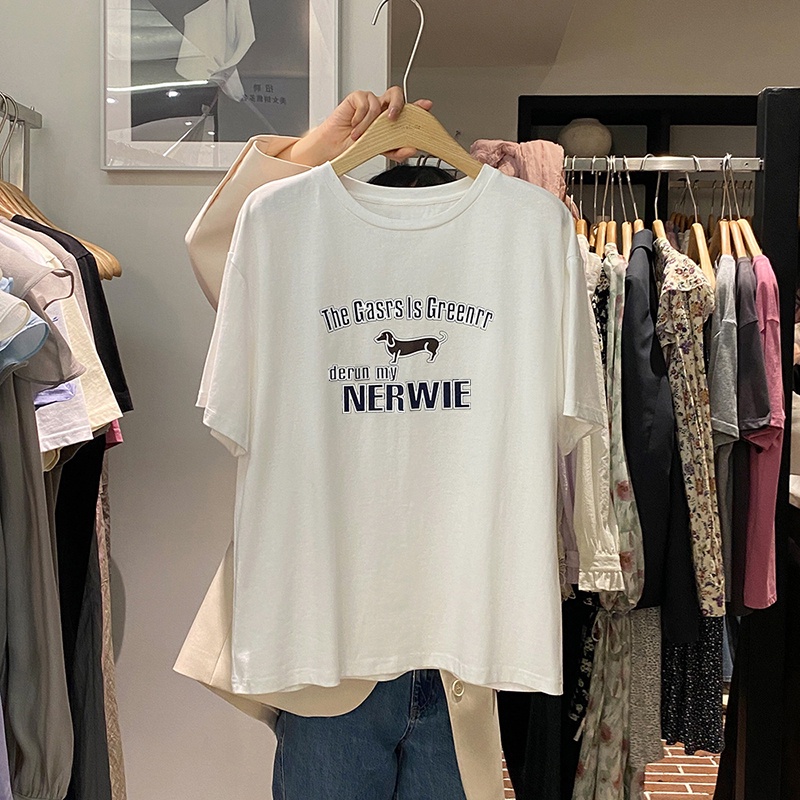 The Gasrs Is Greenrr
derun my
NERWIE